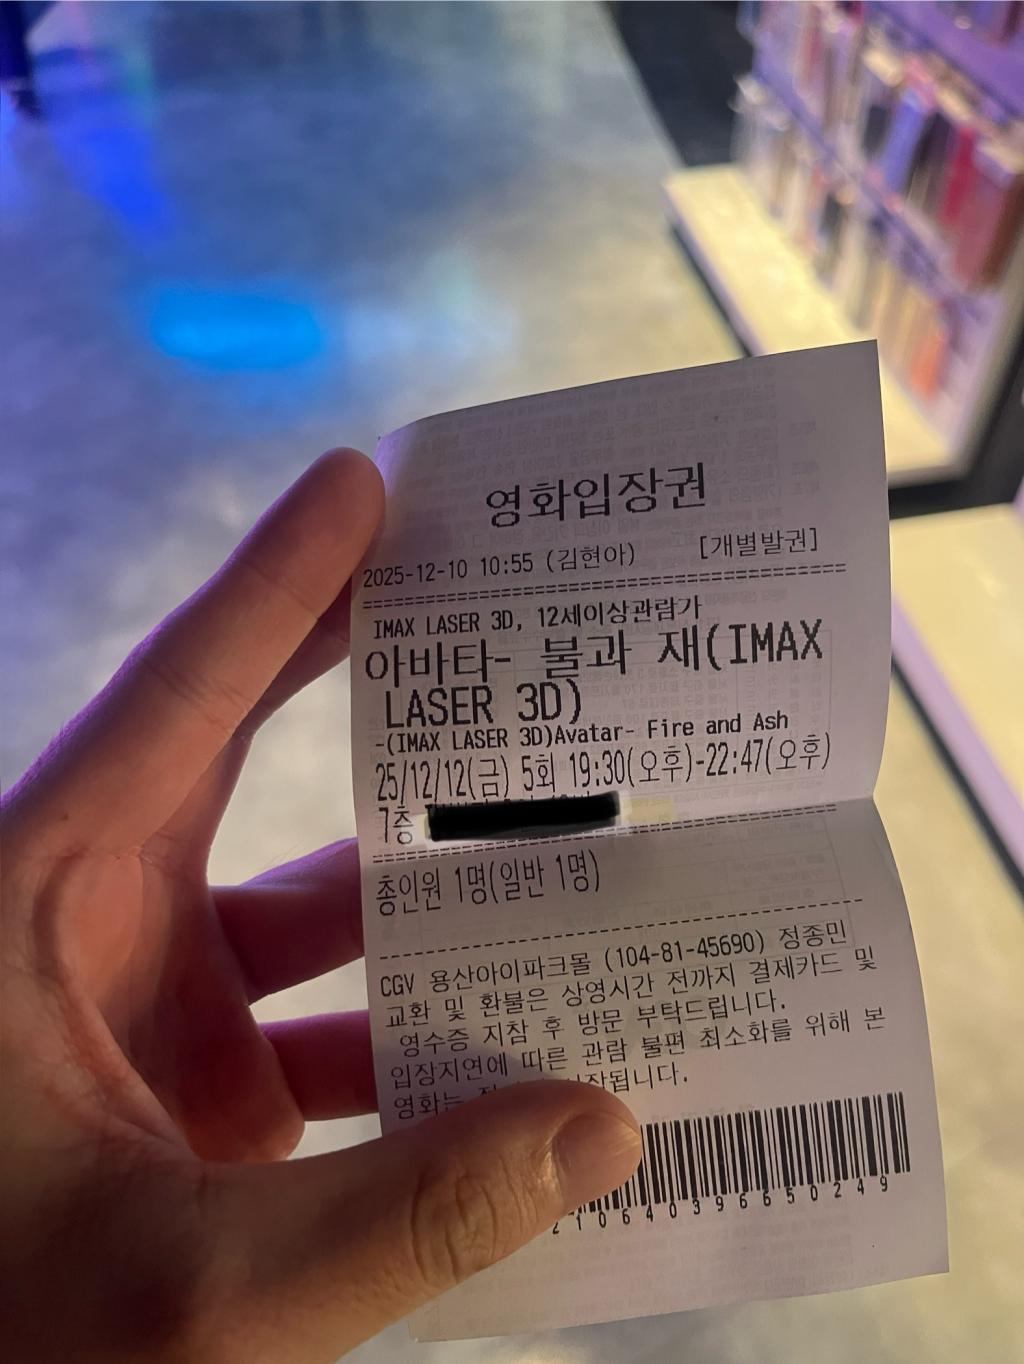 영화입장권
2025-12-10 10:55 (김현아) [개별발권]
IMAX LASER 3D, 12세이상관람가
아바타- 불과 재(IMAX
LASER 3D)
-(IMAX LASER 3D)Avatar- Fire and Ash
25/12/12(금) 5회 19:30(오후)-22:47(오후)
7층
총인원 1명(일반 1명)
CGV 용산아이파크몰 (104-81-45690) 정종민
교환 및 환불은 상영시간 전까지 결제카드 및
영수증 지참 후 방문 부탁드립니다.
입장지연에 따른 관람 불편 최소화를 위해 본
영화는
210640396650249